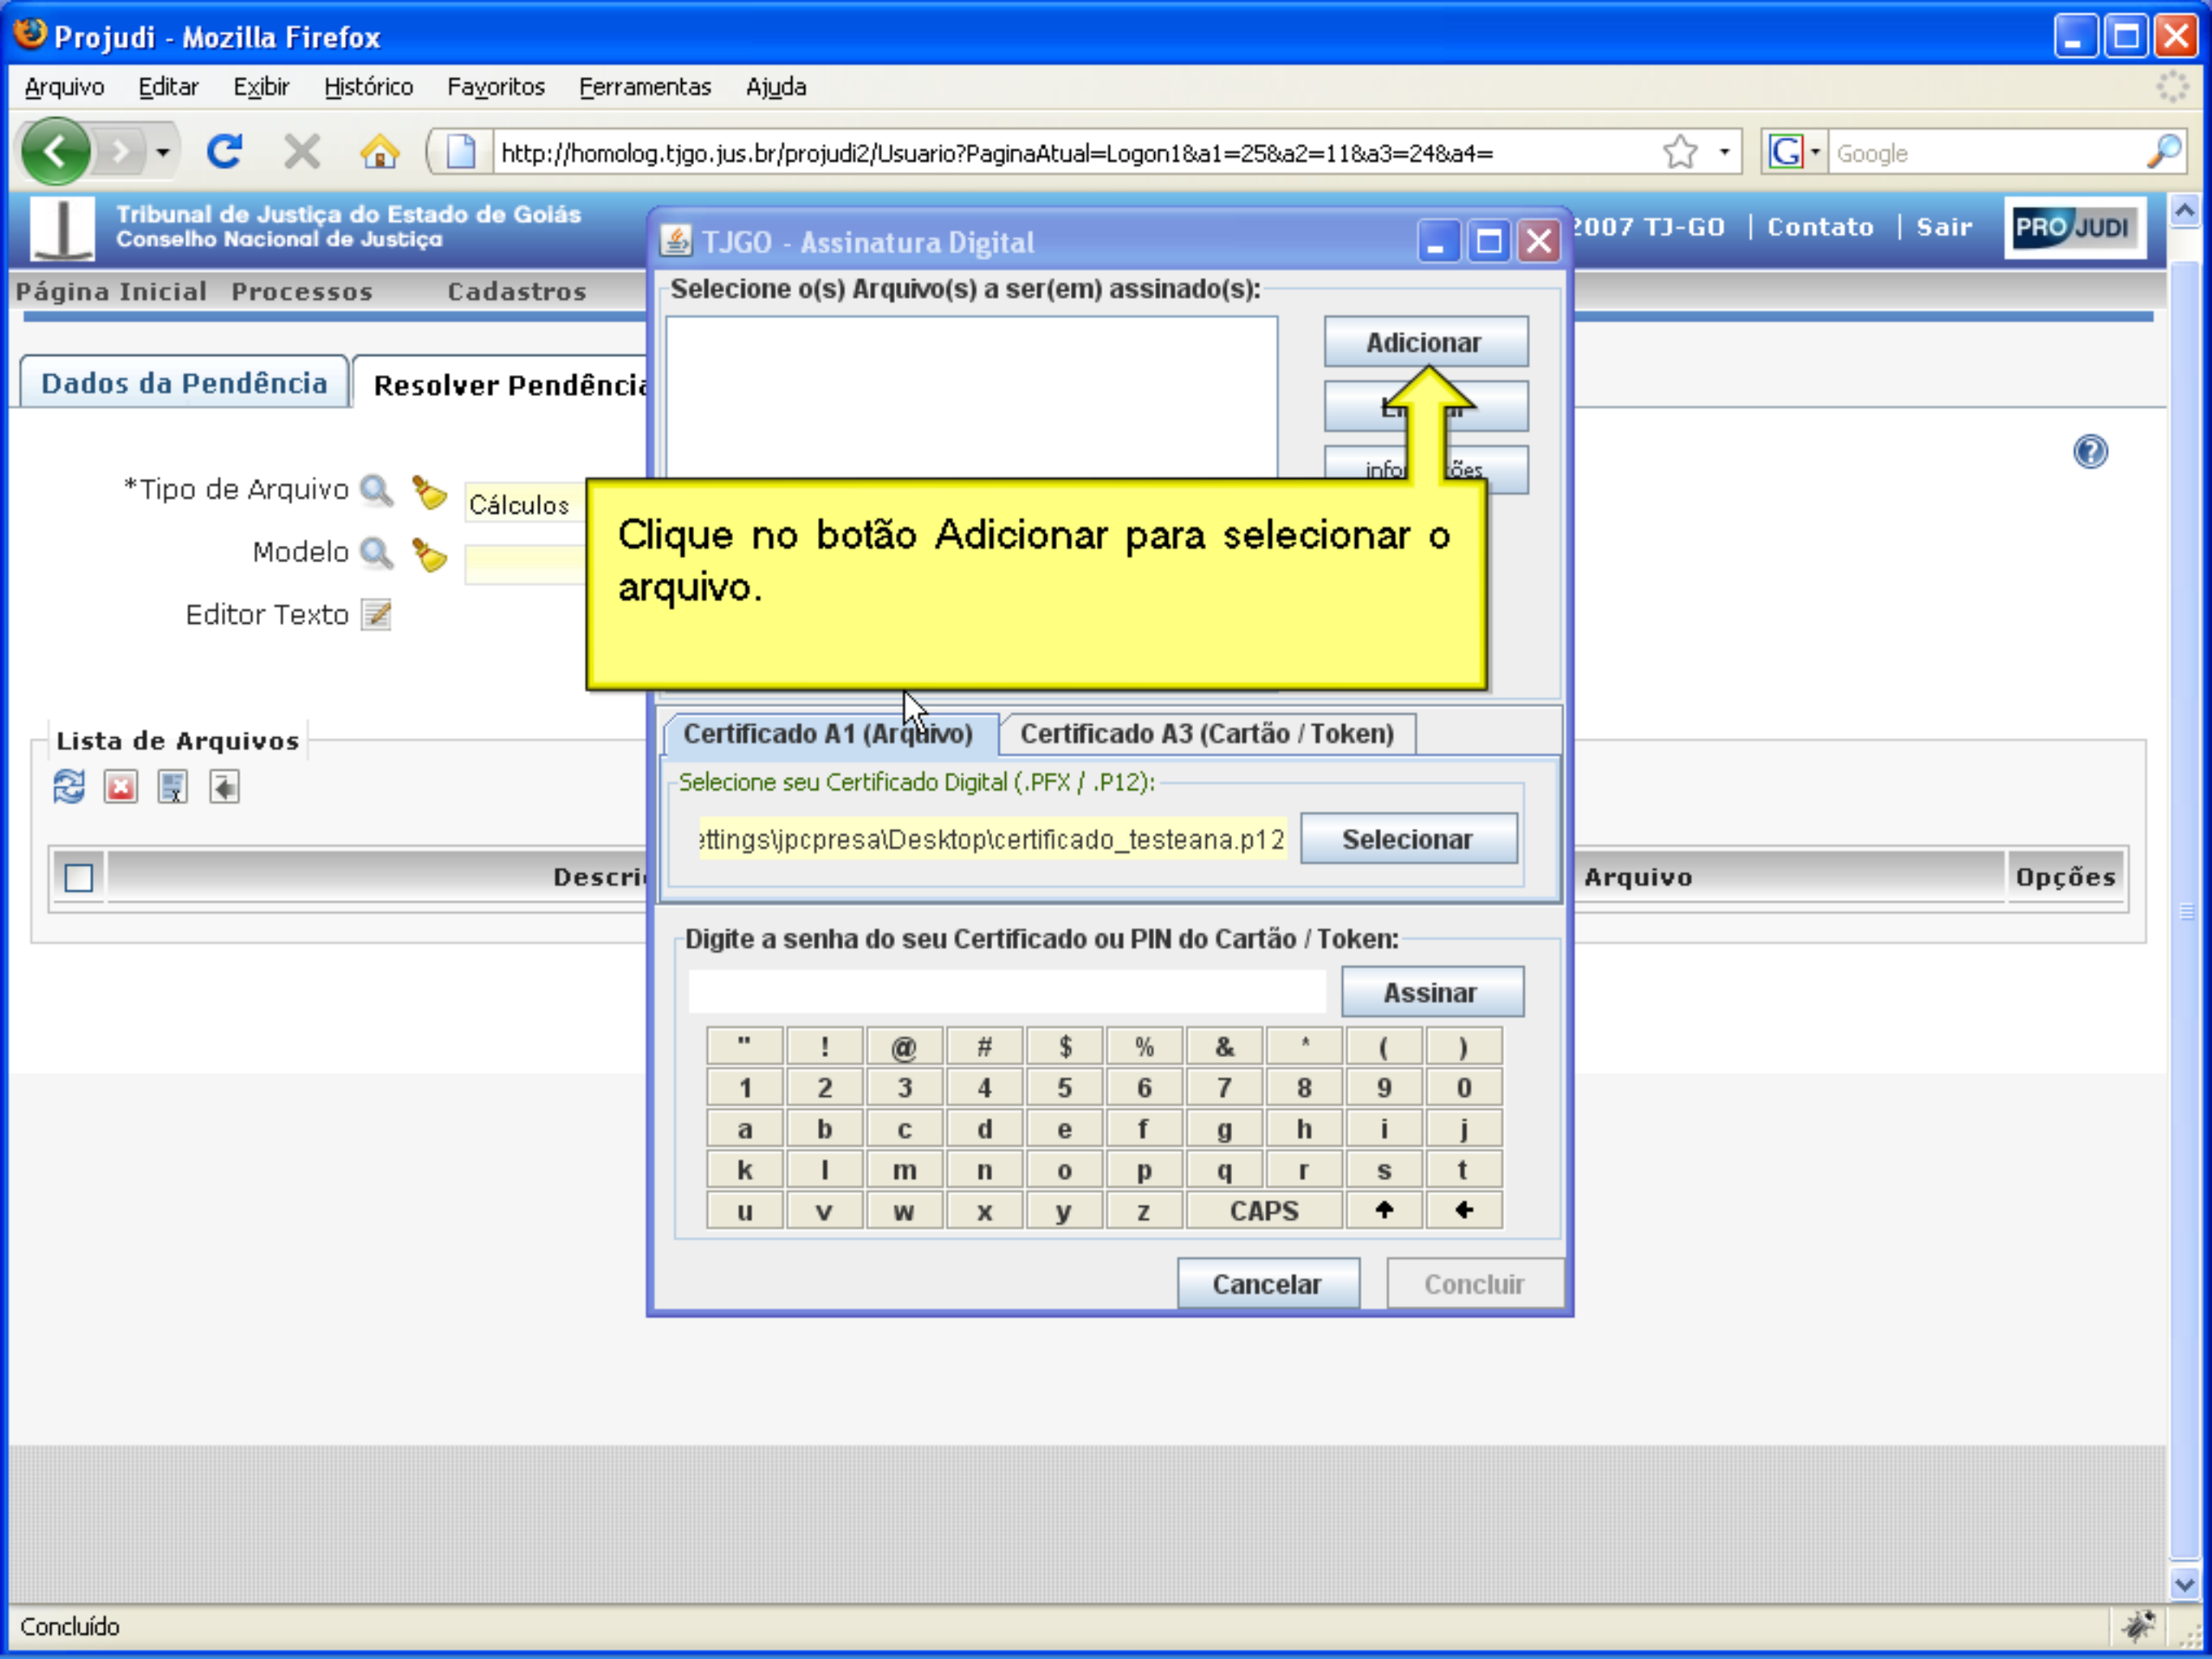 Projudi - Mozilla Firefox
Arquivo Editar Exibir Histórico Favoritos Ferramentas Ajuda
http://homolog.tjgo.jus.br/projudi2/Usuario?PaginaAtual=Logon1&a1=25&a2=11&a3=24&a4=
Google
Tribunal de Justiça do Estado de Goiás
Conselho Nacional de Justiça
2007 TJ-GO | Contato | Sair
PROJUDI
Página Inicial Processos Cadastros
Dados da Pendência
Resolver Pendência
*Tipo de Arquivo
Cálculos
Modelo
Editor Texto
Lista de Arquivos
Arquivo
Opções
TJGO - Assinatura Digital
Selecione o(s) Arquivo(s) a ser(em) assinado(s):
Adicionar
Clique no botão Adicionar para selecionar o
arquivo.
Certificado A1 (Arquivo)
Certificado A3 (Cartão / Token)
Selecione seu Certificado Digital (.PFX / .P12):
ettings\jpcpresa\Desktop\certificado_testeana.p12
Selecionar
Digite a senha do seu Certificado ou PIN do Cartão / Token:
Assinar
" ! @ # $ % & * ( )
1 2 3 4 5 6 7 8 9 0
a b c d e f g h i j
k l m n o p q r s t
u v w x y z CAPS
Cancelar
Concluir
Concluído